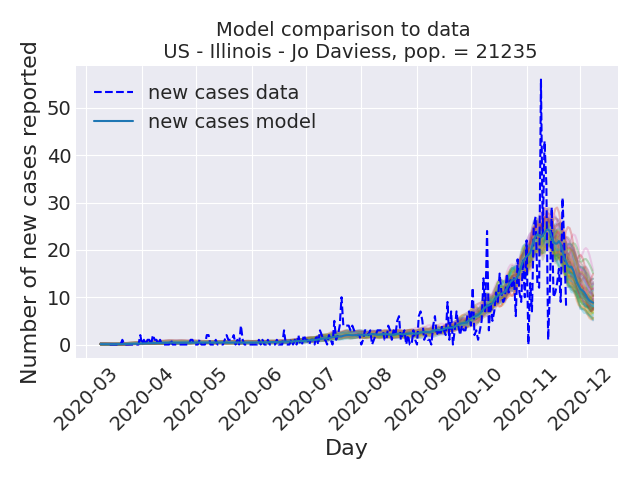 Model comparison to data
US - Illinois - Jo Daviess, pop. = 21235
Number of new cases reported
50
40
30
20
10
0
new cases data
new cases model
2020-03
2020-04
2020-05
2020-06
2020-07
2020-08
2020-09
2020-10
2020-11
2020-12
Day